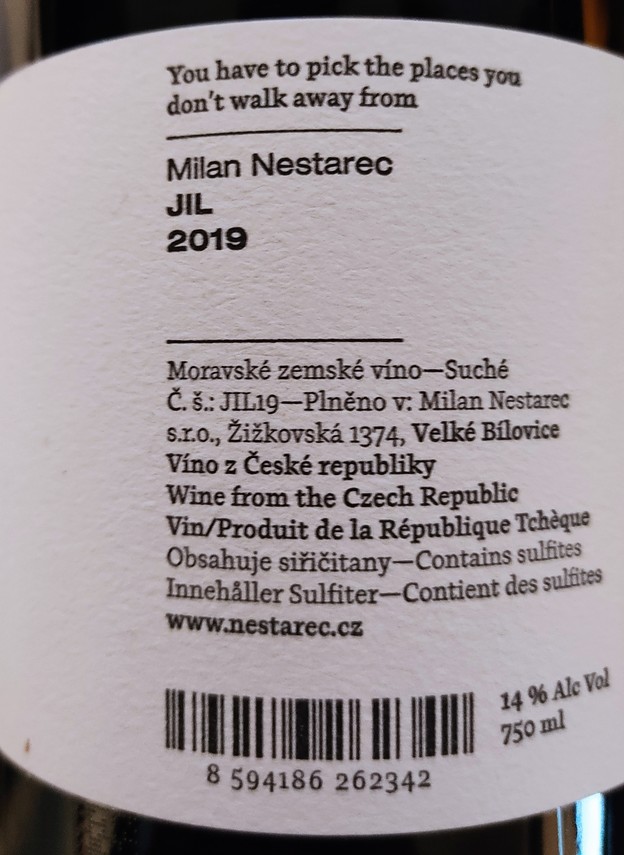 You have to pick the places you
don't walk away from
Milan Nestarec
JIL
2019
Moravské zemské víno—Suché
Č. š.: JIL19—Plněno v: Milan Nestarec
s.r.o., Žižkovská 1374, Velké Bílovice
Víno z České republiky
Wine from the Czech Republic
Vin/Produit de la République Tchèque
Obsahuje siřičitany—Contains sulfites
Innehåller Sulfiter—Contient des sulfites
www.nestarec.cz
14 % Alc Vol
750 ml
8 594186 262342